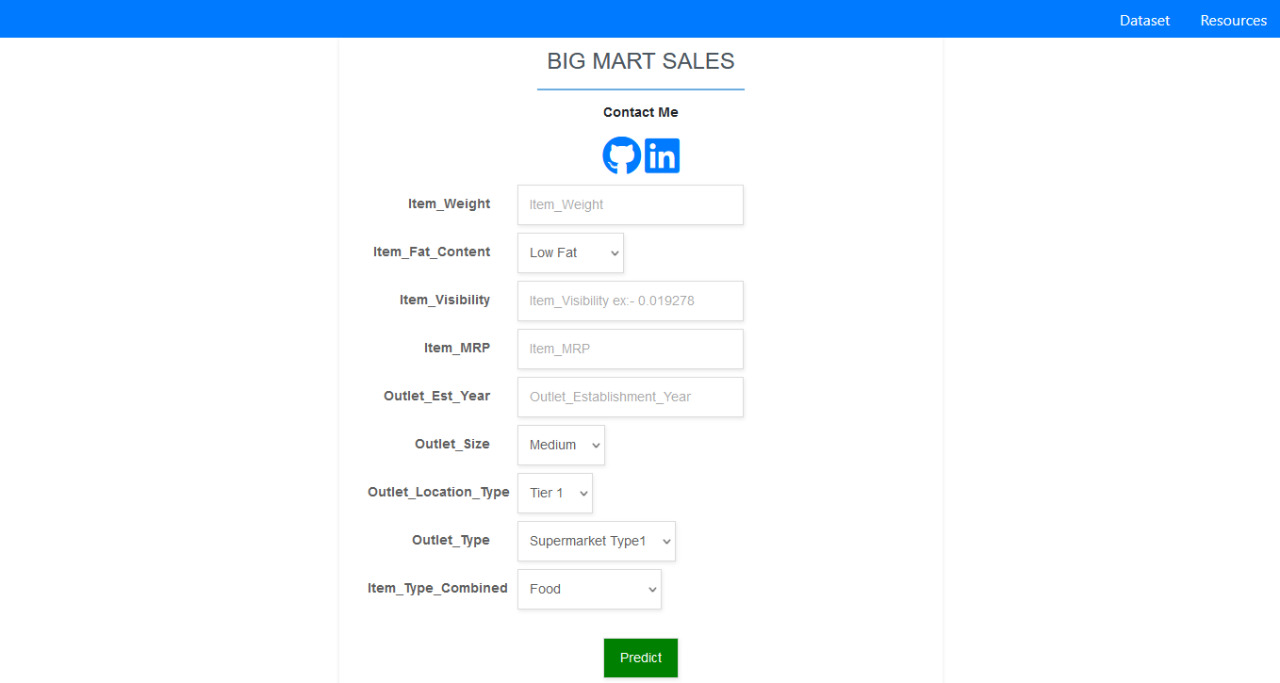 Dataset Resources
BIG MART SALES
Contact Me
in
Item_Weight Item_Weight
Item_Fat_Content Low Fat
Item_Visibility Item_Visibility ex:- 0.019278
Item_MRP Item_MRP
Outlet_Est_Year Outlet_Establishment_Year
Outlet_Size Medium
Outlet_Location_Type Tier 1
Outlet_Type Supermarket Type1
Item_Type_Combined Food
Predict